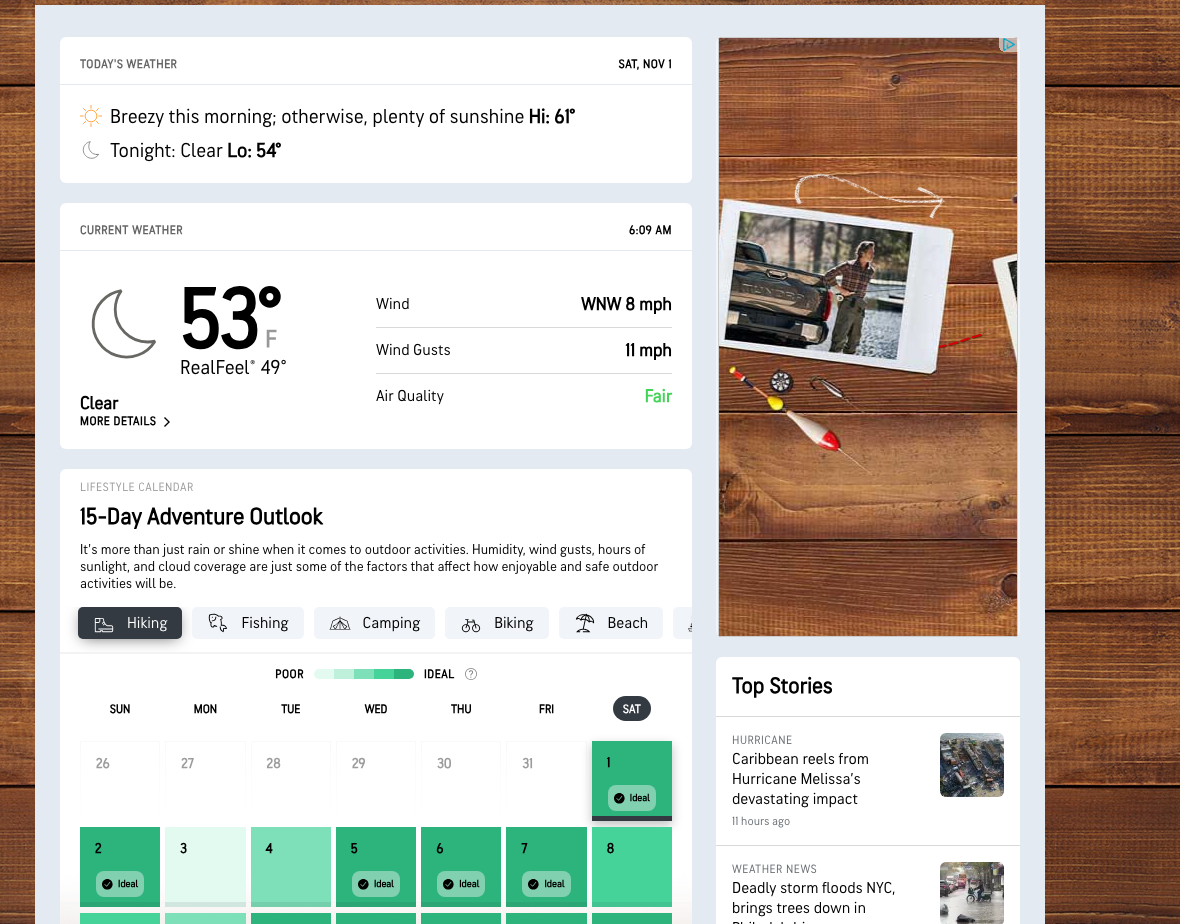 TODAY'S WEATHER
SAT, NOV 1
Breezy this morning; otherwise, plenty of sunshine Hi: 61°
Tonight: Clear Lo: 54°
CURRENT WEATHER
6:09 AM
53°
F
RealFeel® 49°
Clear
MORE DETAILS
Wind
WNW 8 mph
Wind Gusts
11 mph
Air Quality
Fair
LIFESTYLE CALENDAR
15-Day Adventure Outlook
It's more than just rain or shine when it comes to outdoor activities. Humidity, wind gusts, hours of
sunlight, and cloud coverage are just some of the factors that affect how enjoyable and safe outdoor
activities will be.
Hiking
Fishing
Camping
Biking
Beach
POOR
IDEAL
?
SUN MON TUE WED THU FRI SAT
26 27 28 29 30 31 1
Ideal
2 3 4 5 6 7 8
Ideal Ideal Ideal Ideal
Top Stories
HURRICANE
Caribbean reels from
Hurricane Melissa's
devastating impact
11 hours ago
WEATHER NEWS
Deadly storm floods NYC,
brings trees down in